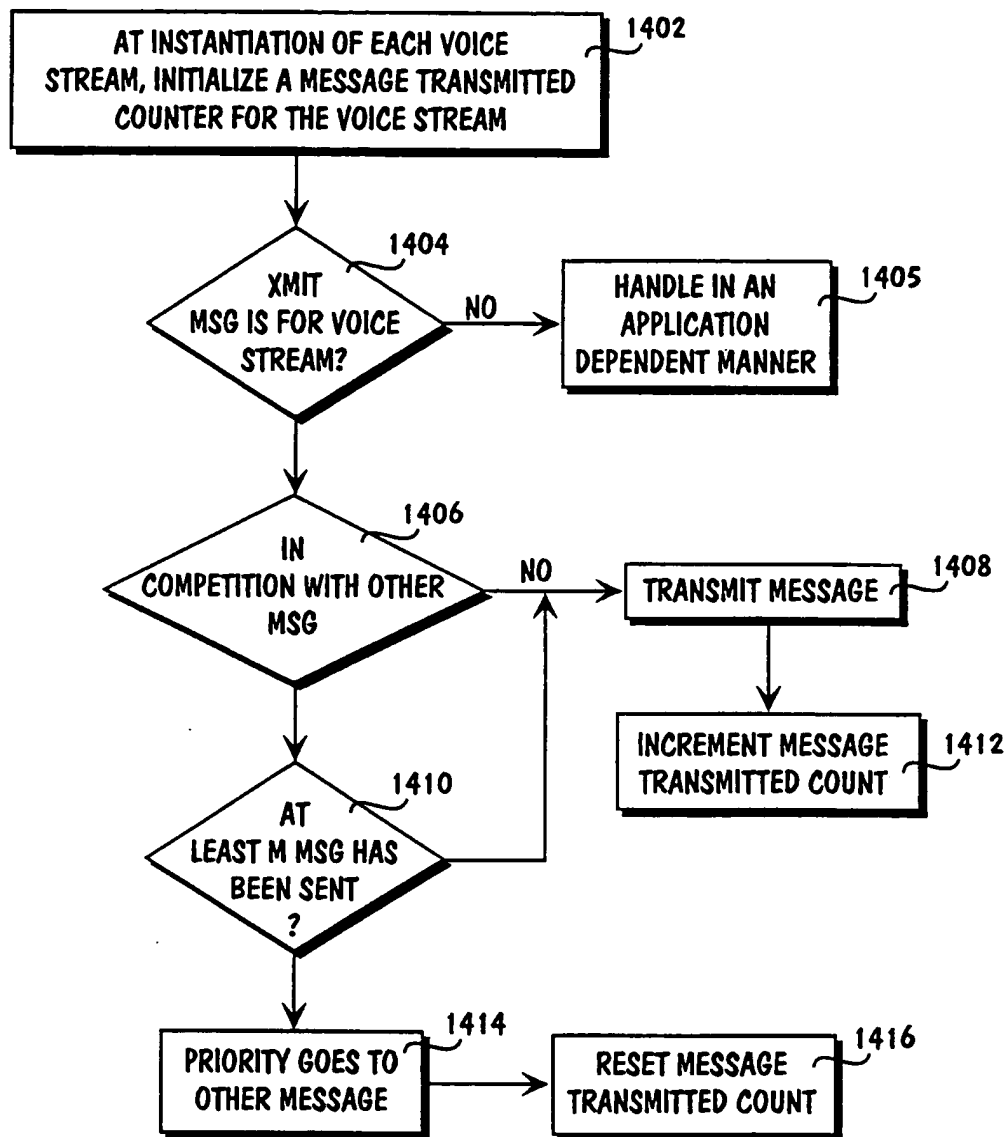 1402
AT INSTANTIATION OF EACH VOICE
STREAM, INITIALIZE A MESSAGE TRANSMITTED
COUNTER FOR THE VOICE STREAM
1404
XMIT
MSG IS FOR VOICE
STREAM?
NO
1405
HANDLE IN AN
APPLICATION
DEPENDENT MANNER
1406
IN
COMPETITION WITH OTHER
MSG
NO
1408
TRANSMIT MESSAGE
1410
AT
LEAST M MSG HAS
BEEN SENT
?
1412
INCREMENT MESSAGE
TRANSMITTED COUNT
1414
PRIORITY GOES TO
OTHER MESSAGE
1416
RESET MESSAGE
TRANSMITTED COUNT